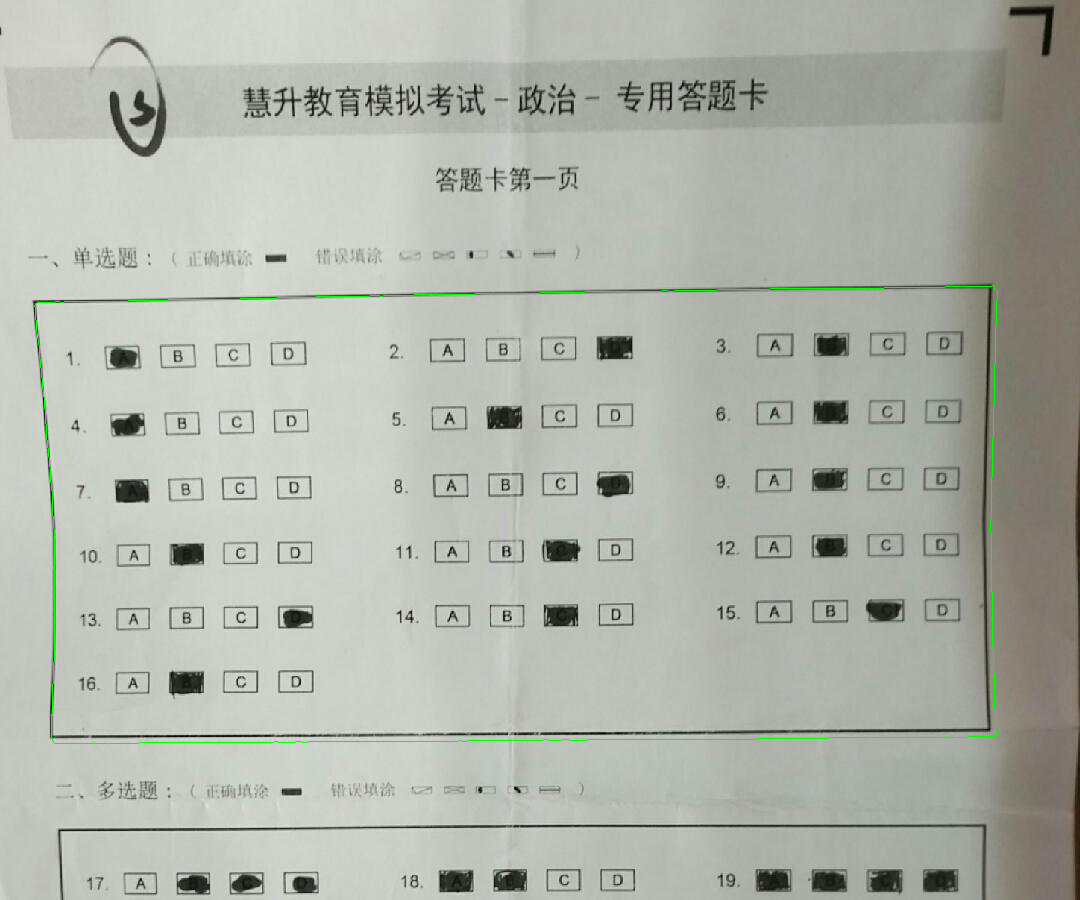 慧升教育模拟考试－政治－ 专用答题卡
答题卡第一页
一、单选题：（ 正确填涂 错误填涂 ）
1. A B C D 2. A B C D 3. A B C D
4. A B C D 5. A B C D 6. A B C D
7. A B C D 8. A B C D 9. A B C D
10. A B C D 11. A B C D 12. A B C D
13. A B C D 14. A B C D 15. A B C D
16. A B C D
二、多选题：（ 正确填涂 错误填涂 ）
17. A B C D 18. A B C D 19. A B C D